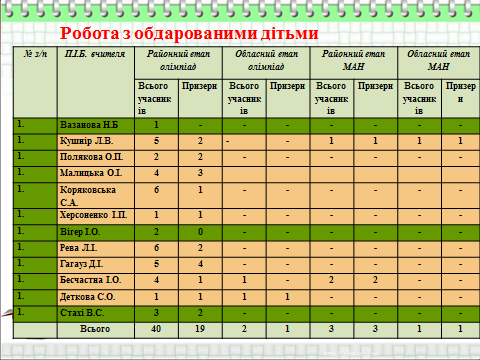 Робота з обдарованими дітьми
№ з/п П.І.Б. вчителя Районний етап олімпіад Обласний етап олімпіад Районний етап МАН Обласний етап МАН
Всього учасників Призери Всього учасників Призери Всього учасників Призери Всього учасників Призери
1. Вазанова Н.Б 1 - - - - - - -
1. Кушнір Л.В. 5 2 - - 1 1 1 1
1. Полякова О.П. 2 2 - - - - - -
1. Малицька О.І. 4 3 - - - - - -
1. Коряковська С.А. 6 1 - - - - - -
1. Херсоненко І.П. 1 1 - - - - - -
1. Вігер І.О. 2 0 - - - - - -
1. Рева Л.І. 6 2 - - - - - -
1. Гагауз Д.І. 5 4 - - - - - -
1. Бесчастна І.О. 4 1 1 - 2 2 - -
1. Деткова С.О. 1 1 1 1 - - - -
1. Стахі В.С. 3 2 - - - - - -
Всього 40 19 2 1 3 3 1 1